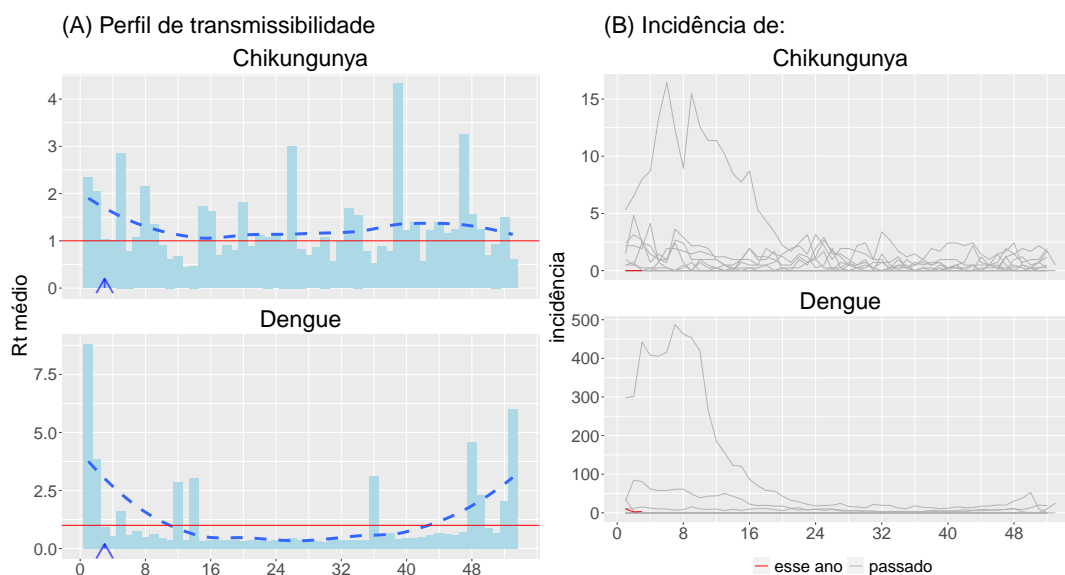 (A) Perfil de transmissibilidade
Chikungunya
4
3
2
1
0
Dengue
7.5
5.0
2.5
0.0
0 8 16 24 32 40 48
Rt médio
(B) Incidência de:
Chikungunya
15
10
5
0
Dengue
500
400
300
200
100
0
0 8 16 24 32 40 48
incidência
esse ano passado